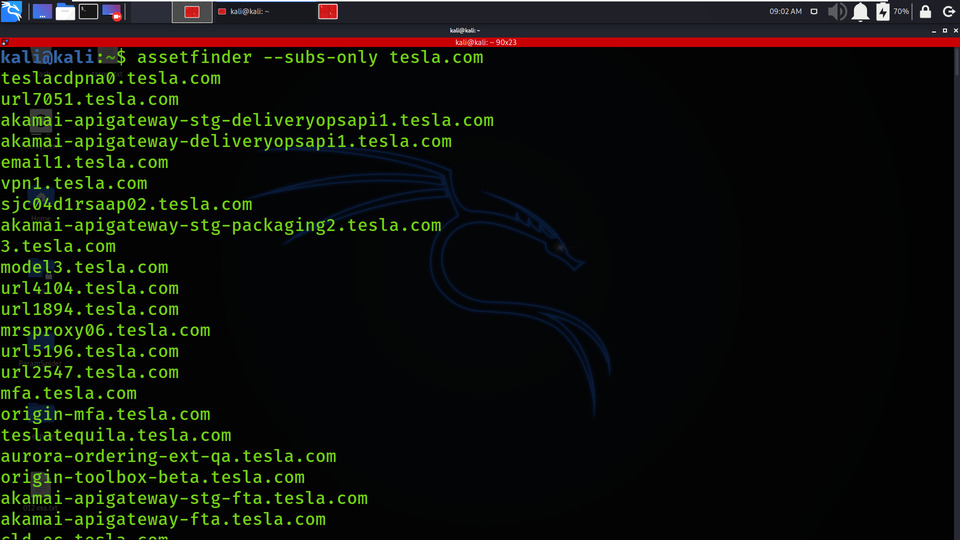 kali@kali: ~
09:02 AM
70%
kali@kali: ~
kali@kali: ~ 90x23
kali@kali:~$ assetfinder --subs-only tesla.com
teslacdpna0.tesla.com
url7051.tesla.com
akamai-apigateway-stg-deliveryopsapi1.tesla.com
akamai-apigateway-deliveryopsapi1.tesla.com
email1.tesla.com
vpn1.tesla.com
sjc04d1rsaap02.tesla.com
akamai-apigateway-stg-packaging2.tesla.com
3.tesla.com
model3.tesla.com
url4104.tesla.com
url1894.tesla.com
mrsproxy06.tesla.com
url5196.tesla.com
url2547.tesla.com
mfa.tesla.com
origin-mfa.tesla.com
teslatequila.tesla.com
aurora-ordering-ext-qa.tesla.com
origin-toolbox-beta.tesla.com
akamai-apigateway-stg-fta.tesla.com
akamai-apigateway-fta.tesla.com